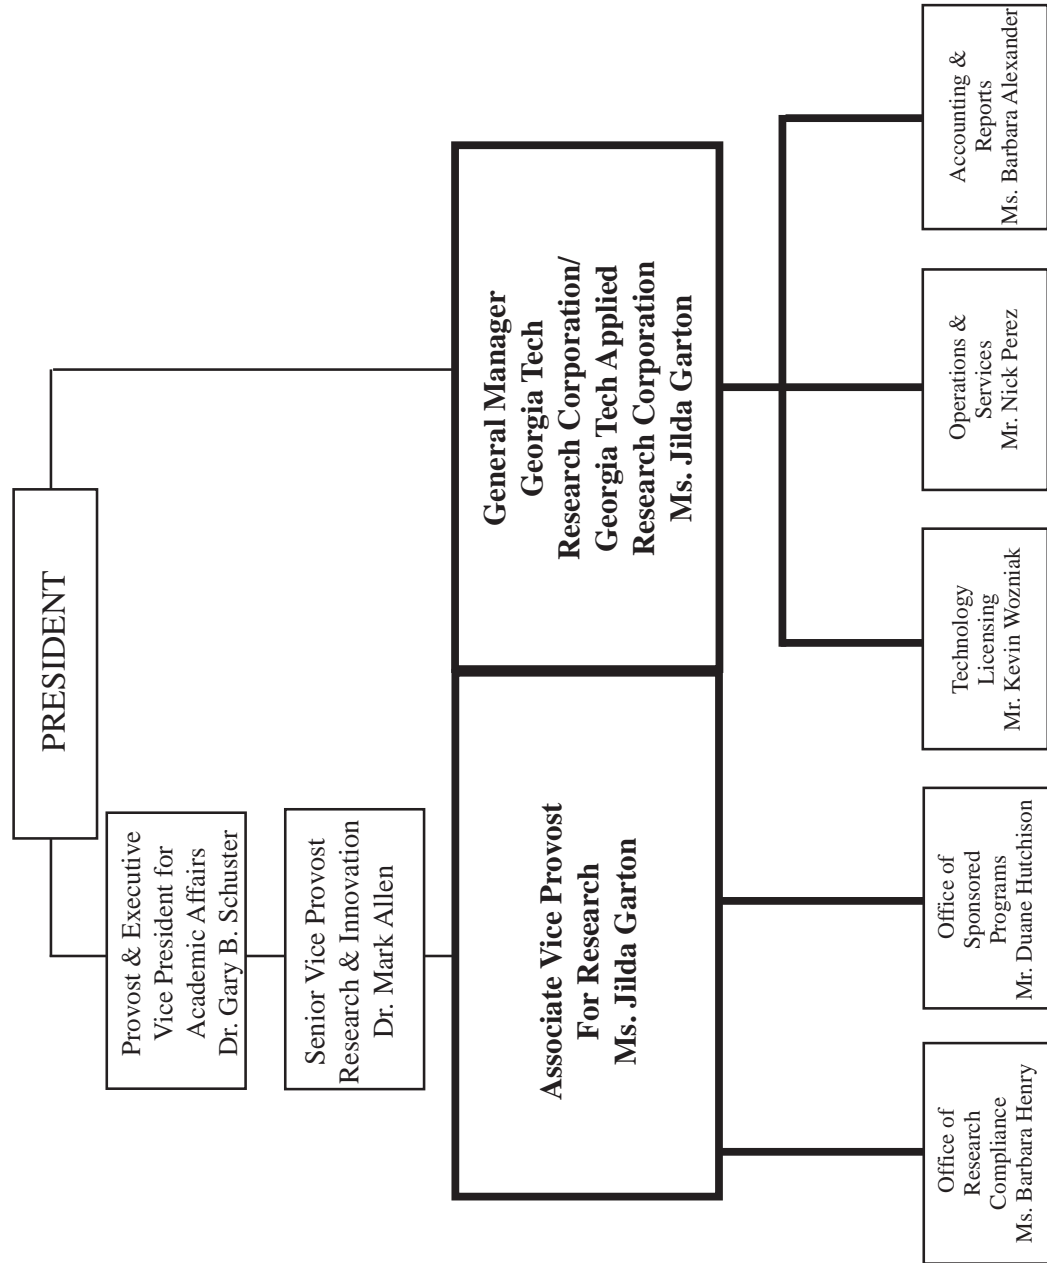 PRESIDENT
Provost & Executive
Vice President for
Academic Affairs
Dr. Gary B. Schuster
Senior Vice Provost
Research & Innovation
Dr. Mark Allen
Associate Vice Provost
For Research
Ms. Jilda Garton
General Manager
Georgia Tech
Research Corporation/
Georgia Tech Applied
Research Corporation
Ms. Jilda Garton
Office of
Research
Compliance
Ms. Barbara Henry
Office of
Sponsored
Programs
Mr. Duane Hutchison
Technology
Licensing
Mr. Kevin Wozniak
Operations &
Services
Mr. Nick Perez
Accounting &
Reports
Ms. Barbara Alexander